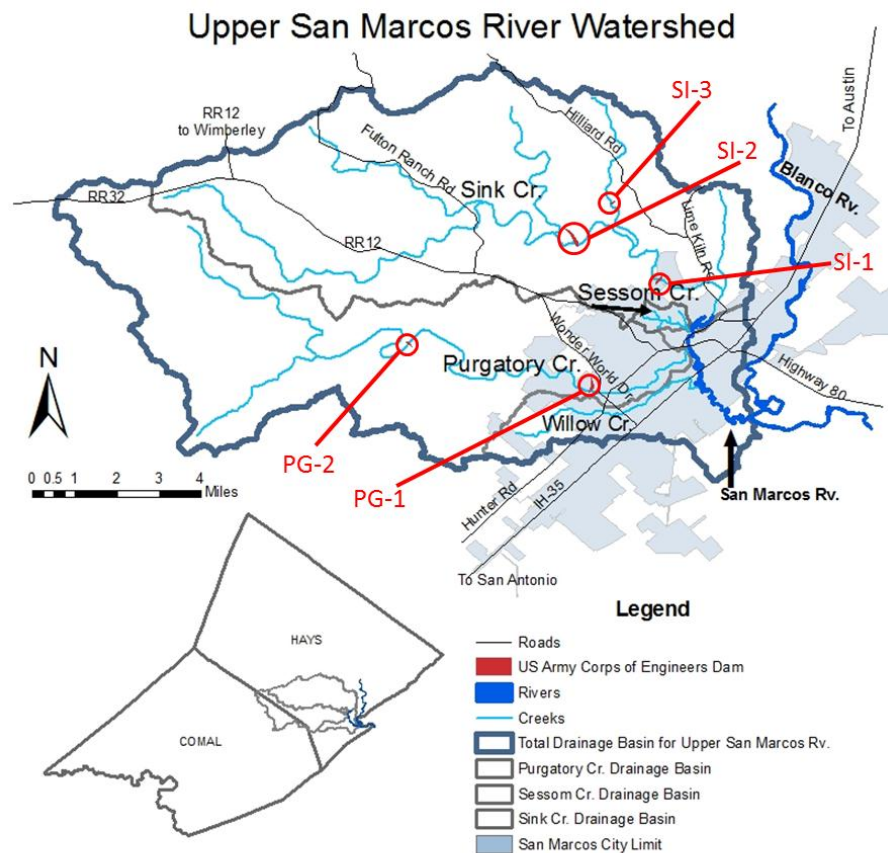 Upper San Marcos River Watershed
SI-3
To Austin
RR12
to Wimberley
Hilliard Rd
SI-2
Fulton Ranch Rd
Blanco Rv.
Sink Cr.
RR32
Lime Kiln Rd
RR12
SI-1
Sessom Cr.
N
Wonder World Dr.
Purgatory Cr.
Highway 80
Willow Cr.
PG-2
0 0.5 1 2 3 4
Miles
PG-1
Hunter Rd
IH-35
San Marcos Rv.
To San Antonio
Legend
Roads
US Army Corps of Engineers Dam
Rivers
Creeks
Total Drainage Basin for Upper San Marcos Rv.
Purgatory Cr. Drainage Basin
Sessom Cr. Drainage Basin
Sink Cr. Drainage Basin
San Marcos City Limit
HAYS
COMAL